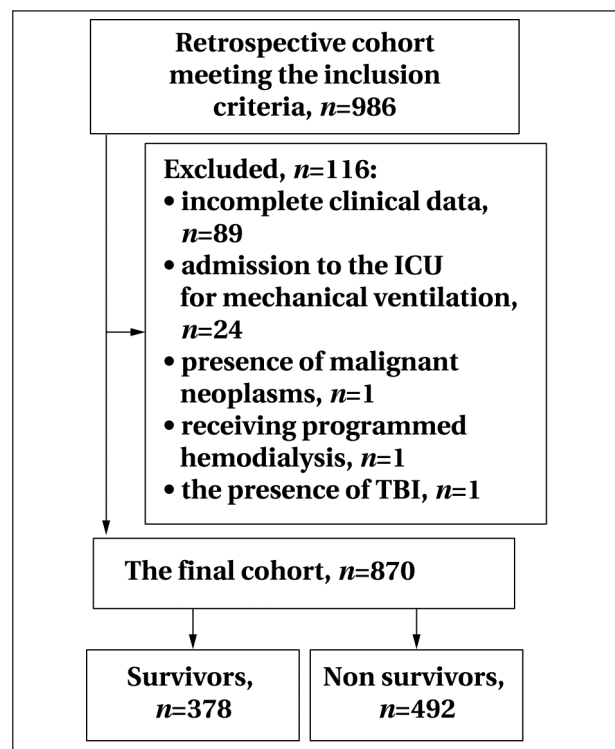 Retrospective cohort
meeting the inclusion
criteria, n=986
Excluded, n=116:
• incomplete clinical data,
n=89
• admission to the ICU
for mechanical ventilation,
n=24
• presence of malignant
neoplasms, n=1
• receiving programmed
hemodialysis, n=1
• the presence of TBI, n=1
The final cohort, n=870
Survivors,
n=378
Non survivors,
n=492